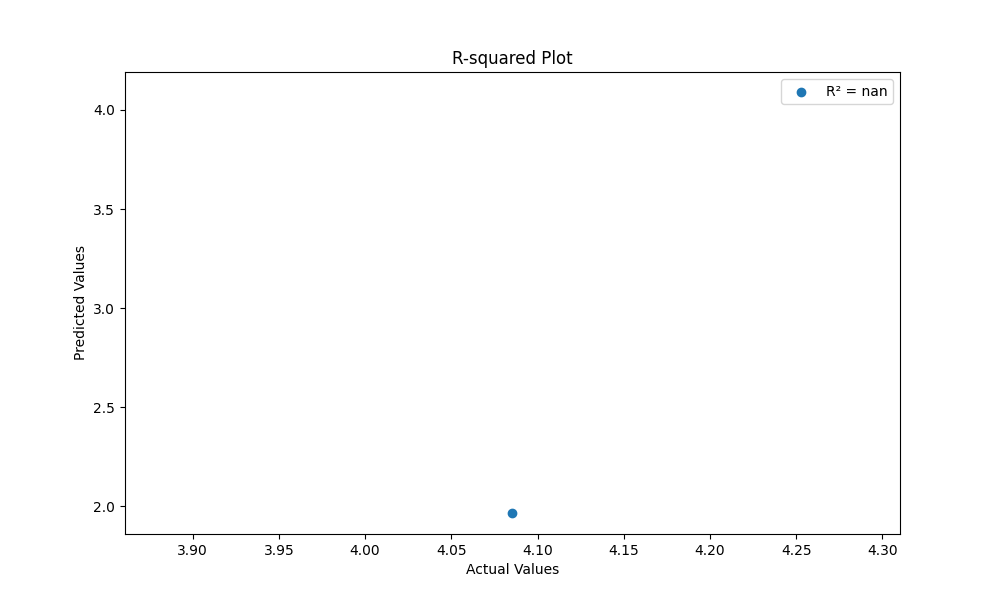 R-squared Plot
R² = nan
Predicted Values
4.0
3.5
3.0
2.5
2.0
3.90 3.95 4.00 4.05 4.10 4.15 4.20 4.25 4.30
Actual Values